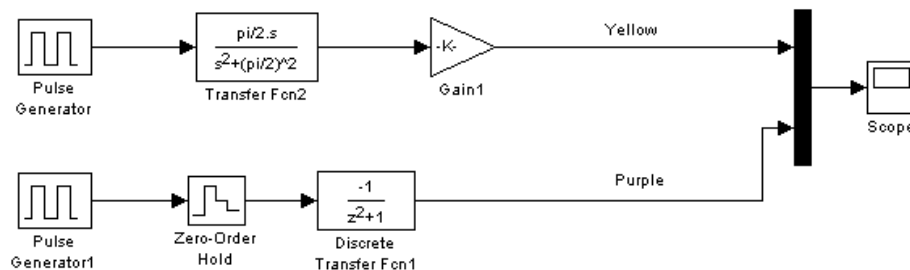 pi/2.s
s2+(pi/2)^2
-K-
Yellow
Pulse
Generator
Transfer Fcn2
Gain1
Scope
-1
z2+1
Purple
Pulse
Generator1
Zero-Order
Hold
Discrete
Transfer Fcn1